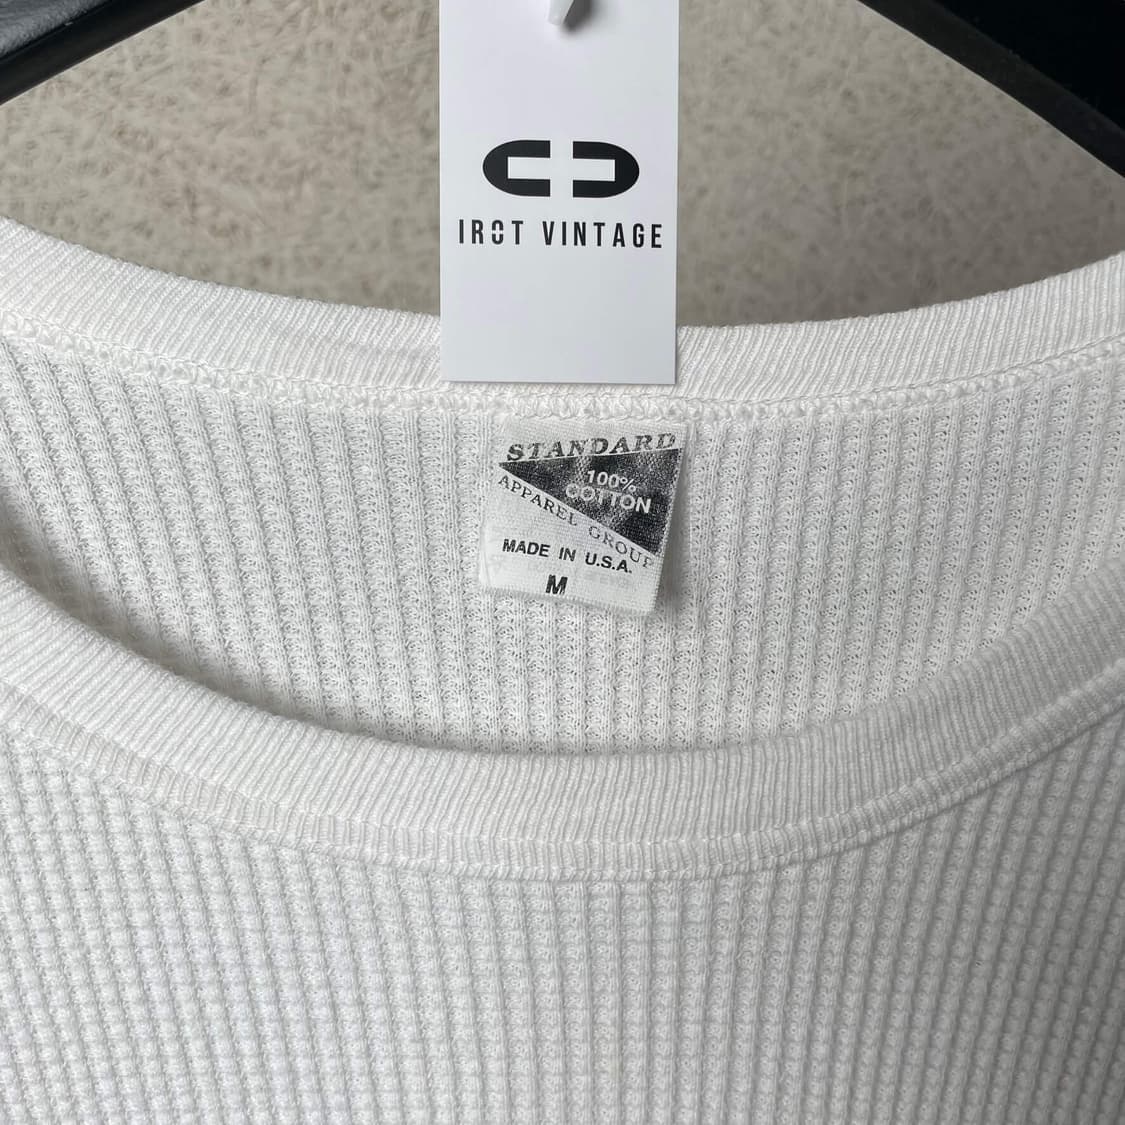 IROT VINTAGE
STANDARD
100%
COTTON
APPAREL GROUP
MADE IN U.S.A.
M